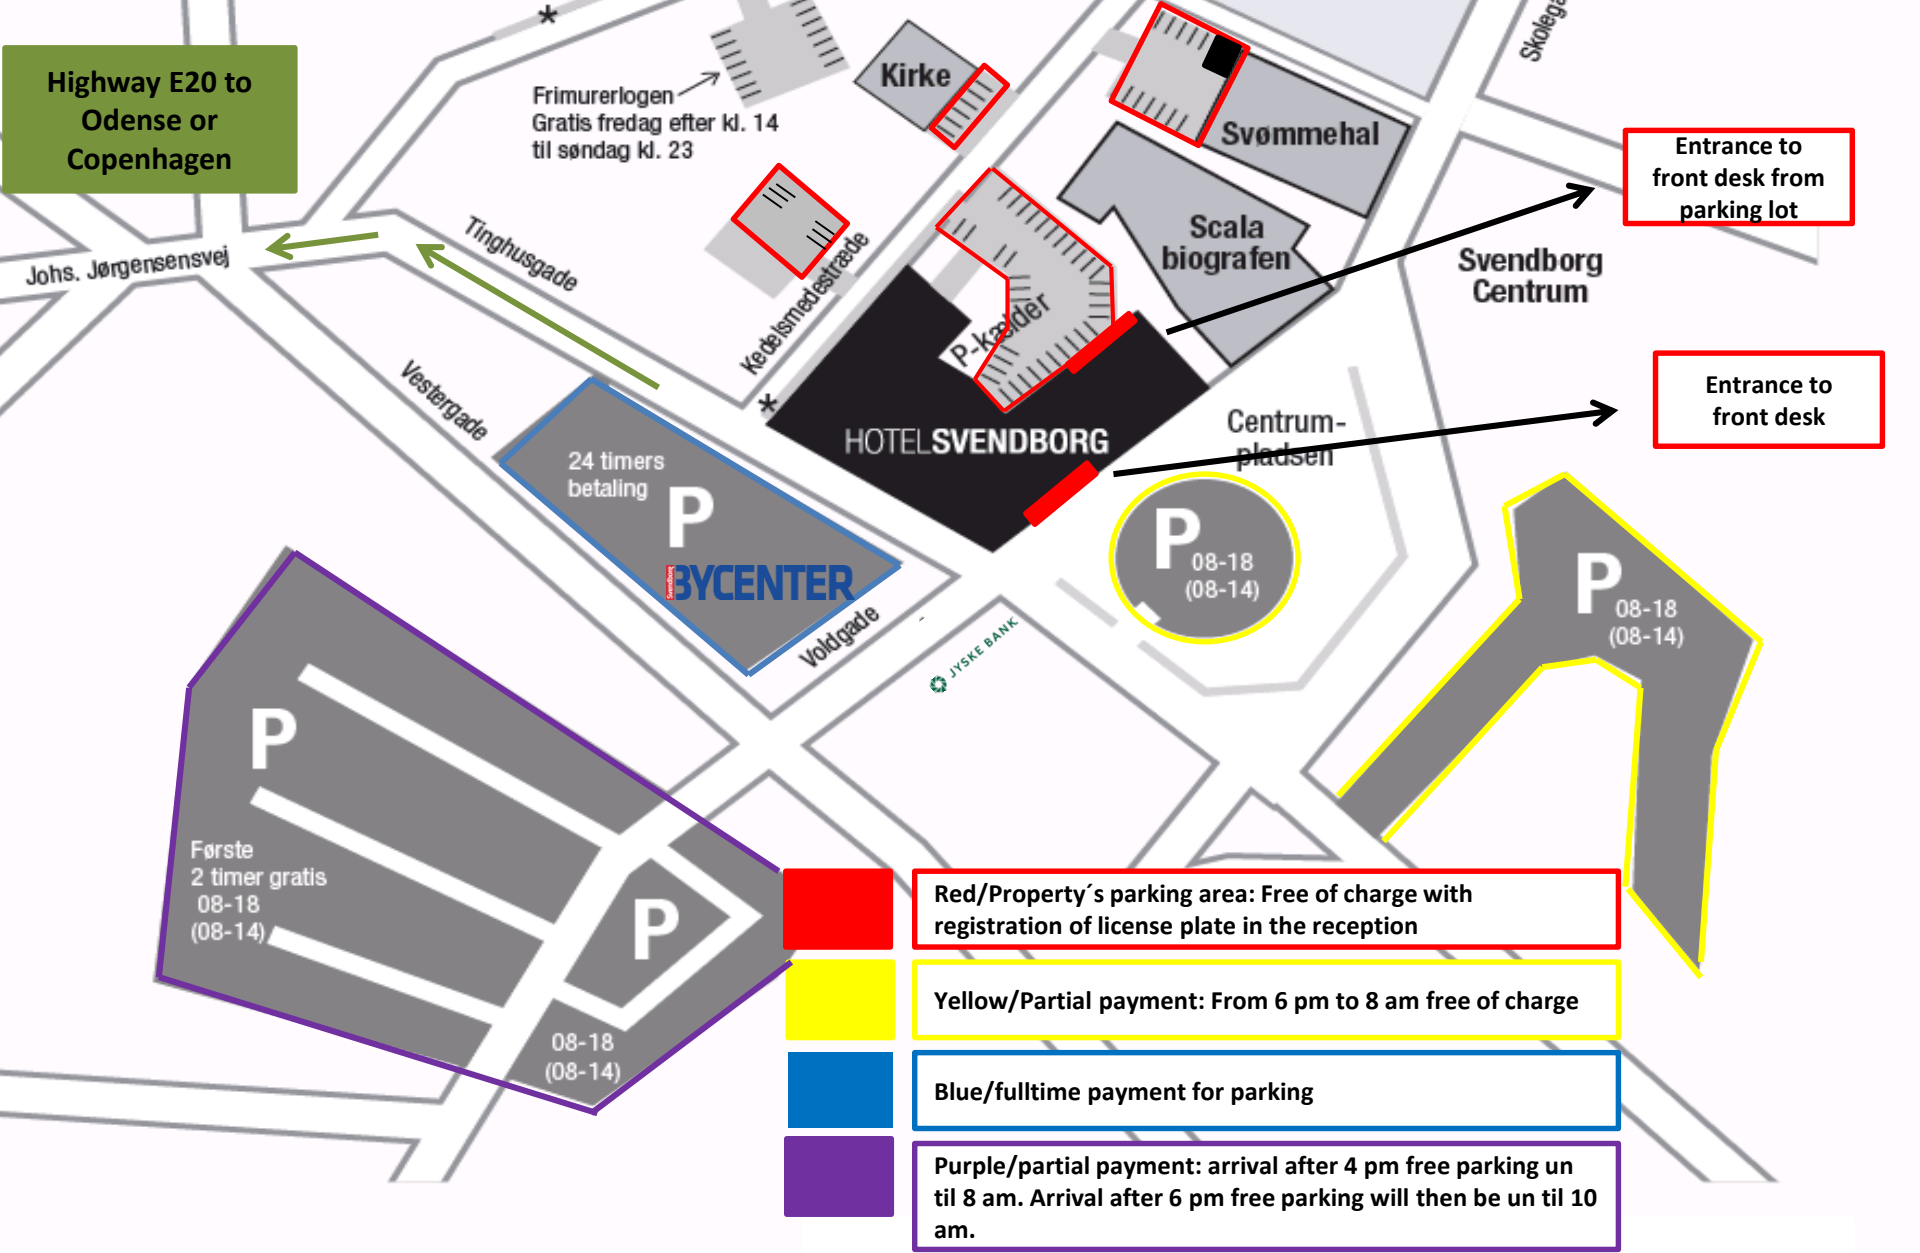 *
Skolega
Highway E20 to
Odense or
Copenhagen
Frimurerlogen
Gratis fredag efter kl. 14
til søndag kl. 23
Kirke
Svømmehal
Entrance to
front desk from
parking lot
Scala
biografen
Svendborg
Centrum
Tinghusgade
Johs. Jørgensensvej
Kedelsmedestræde
P-kælder
Vestergade
*
Entrance to
front desk
HOTELSVENDBORG
Centrum-
pladsen
24 timers
betaling
P
Svendborg
BYCENTER
P
08-18
(08-14)
P
08-18
(08-14)
Voldgade
JYSKE BANK
P
Første
2 timer gratis
08-18
(08-14)
P
08-18
(08-14)
Red/Property´s parking area: Free of charge with
registration of license plate in the reception
Yellow/Partial payment: From 6 pm to 8 am free of charge
Blue/fulltime payment for parking
Purple/partial payment: arrival after 4 pm free parking un
til 8 am. Arrival after 6 pm free parking will then be un til 10
am.